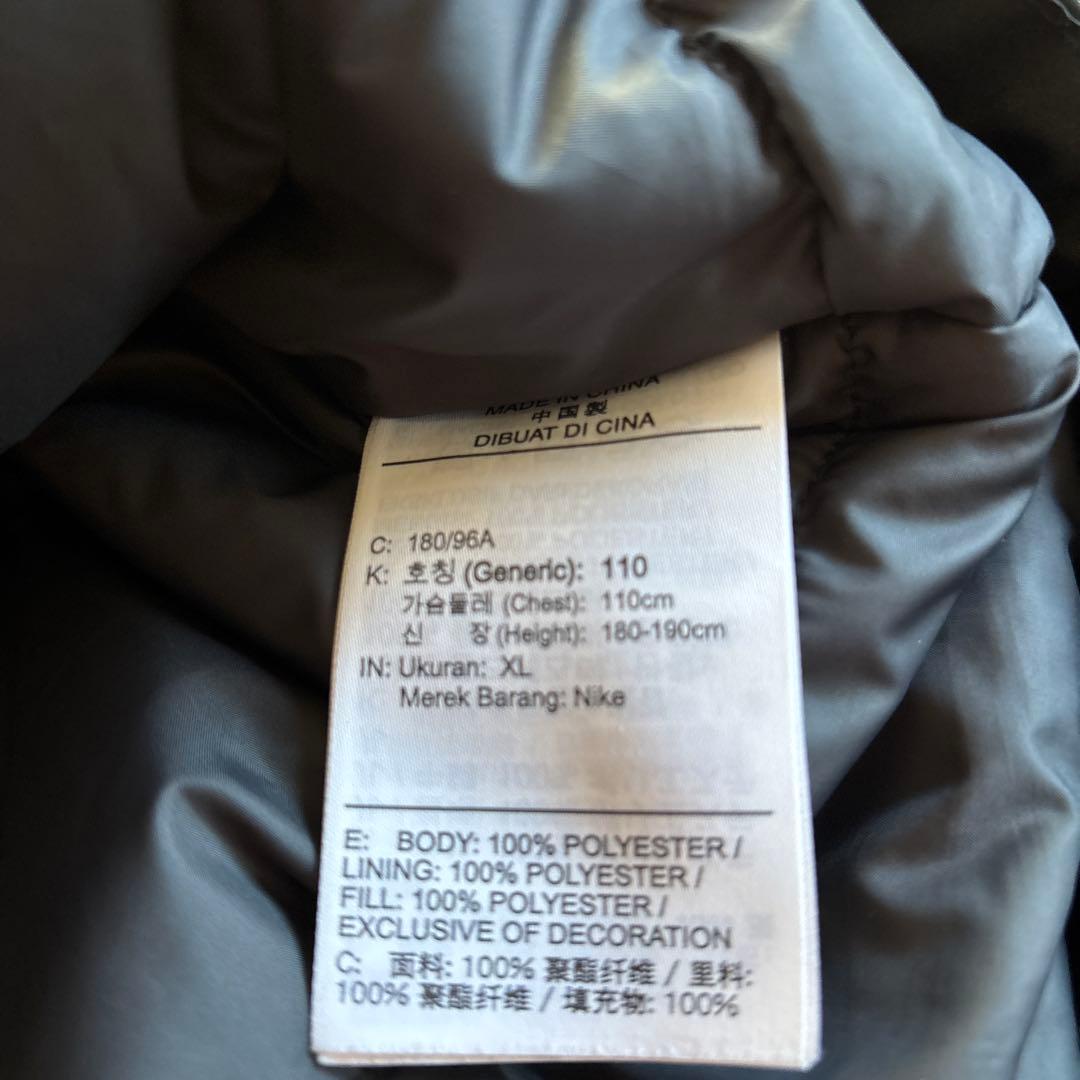 MADE IN CHINA
中国製
DIBUAT DI CINA
C: 180/96A
K: 호칭 (Generic): 110
가슴둘레 (Chest): 110cm
신 장 (Height): 180-190cm
IN: Ukuran: XL
Merek Barang: Nike
E: BODY: 100% POLYESTER /
LINING: 100% POLYESTER /
FILL: 100% POLYESTER /
EXCLUSIVE OF DECORATION
C: 面料: 100% 聚酯纤维 / 里料:
100% 聚酯纤维 / 填充物: 100%